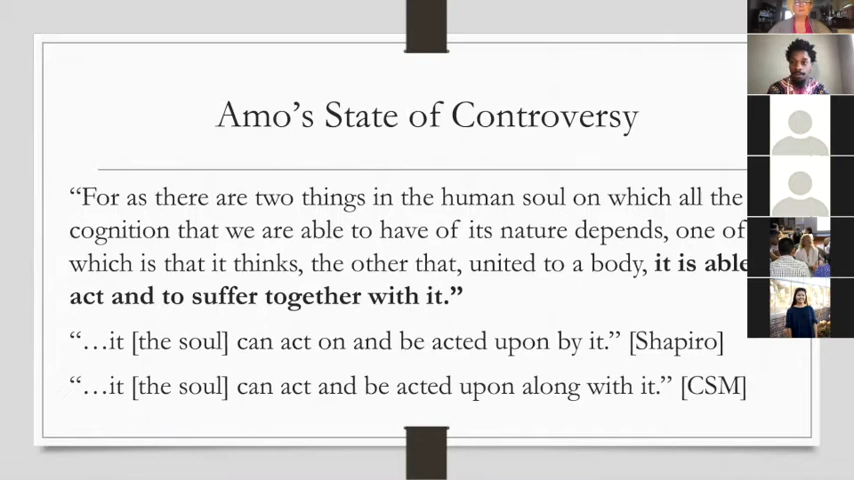 Amo’s State of Controversy
“For as there are two things in the human soul on which all the
cognition that we are able to have of its nature depends, one of
which is that it thinks, the other that, united to a body, it is able
act and to suffer together with it.”
“…it [the soul] can act on and be acted upon by it.” [Shapiro]
“…it [the soul] can act and be acted upon along with it.” [CSM]